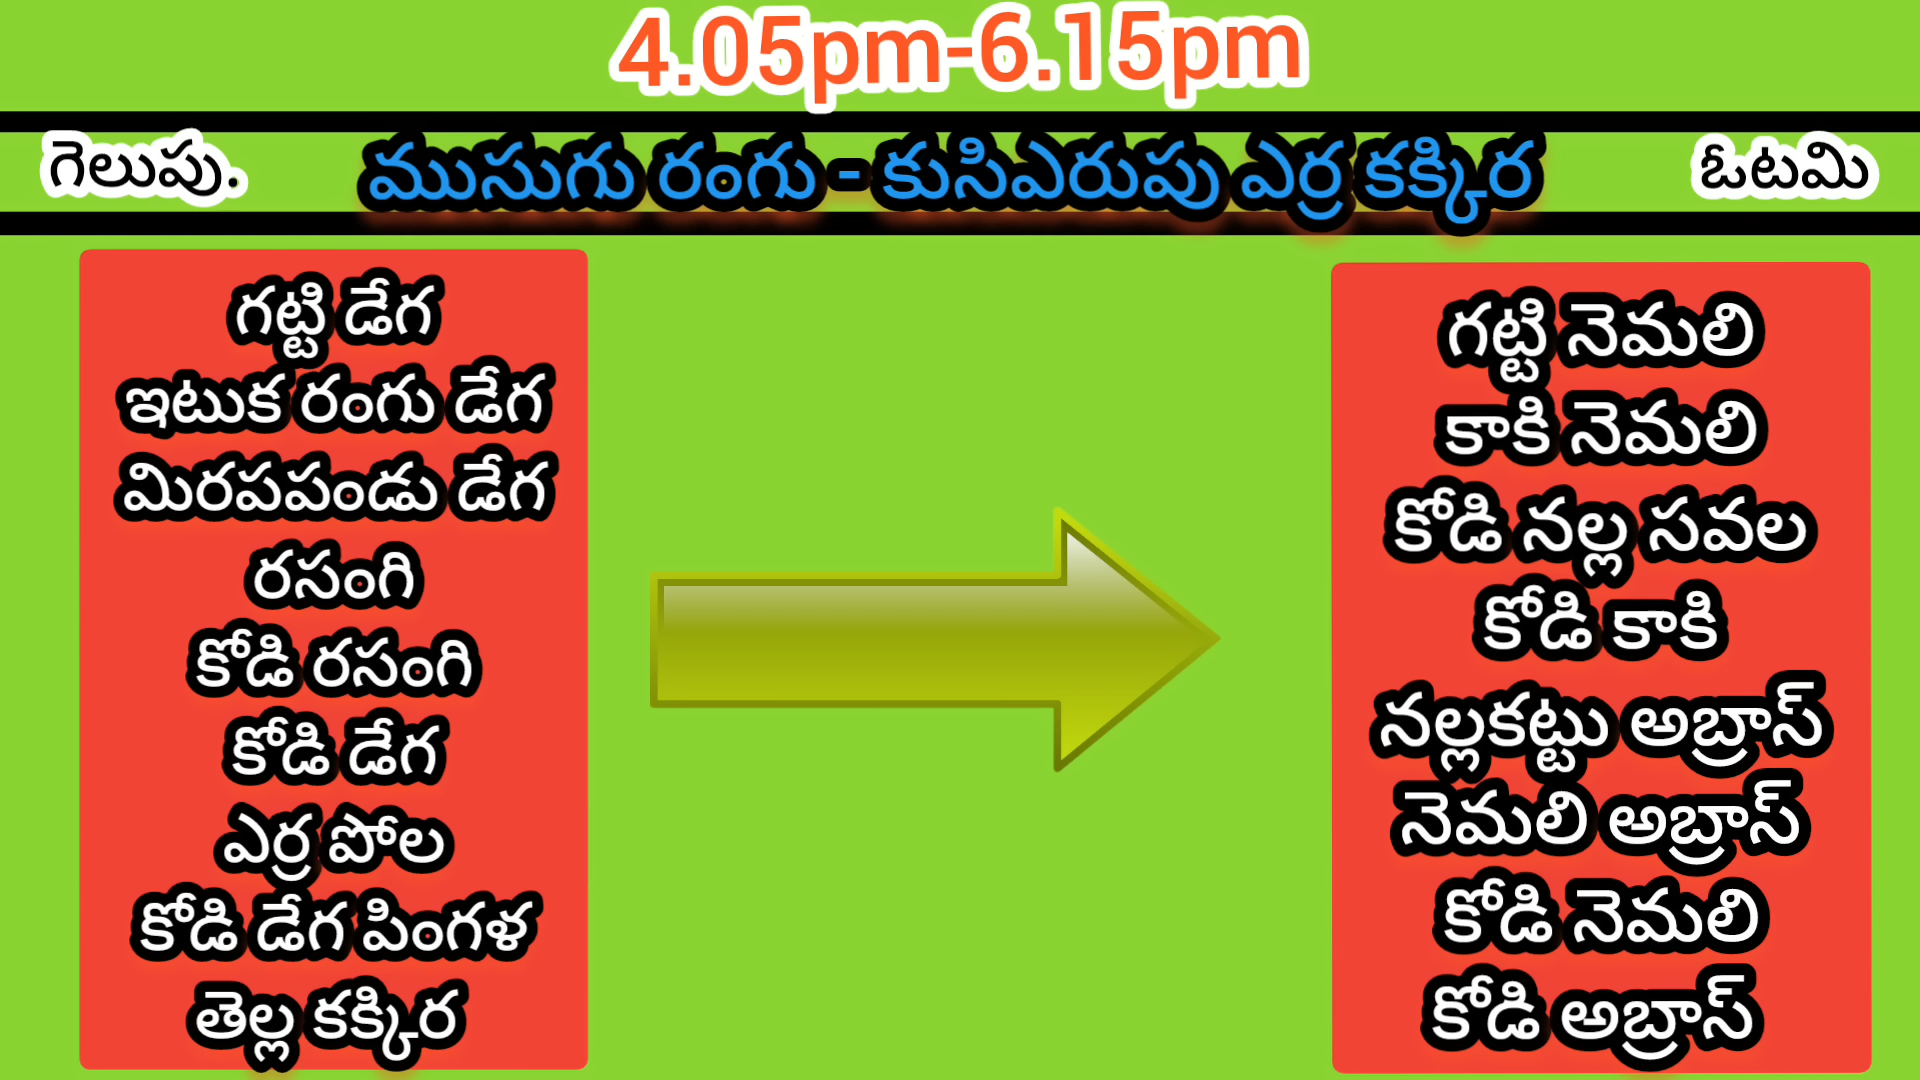 4.05pm-6.15pm
గెలుపు. ముసుగు రంగు - కుసిఎరుపు ఎర్ర కక్కిర ఓటమి
గట్టి డేగ
ఇటుక రంగు డేగ
మిరపపండు డేగ
రసంగి
కోడి రసంగి
కోడి డేగ
ఎర్ర పోల
కోడి డేగ పింగళ
తెల్ల కక్కిర
గట్టి నెమలి
కాకి నెమలి
కోడి నల్ల సవల
కోడి కాకి
నల్లకట్టు అబ్రాస్
నెమలి అబ్రాస్
కోడి నెమలి
కోడి అబ్రాస్